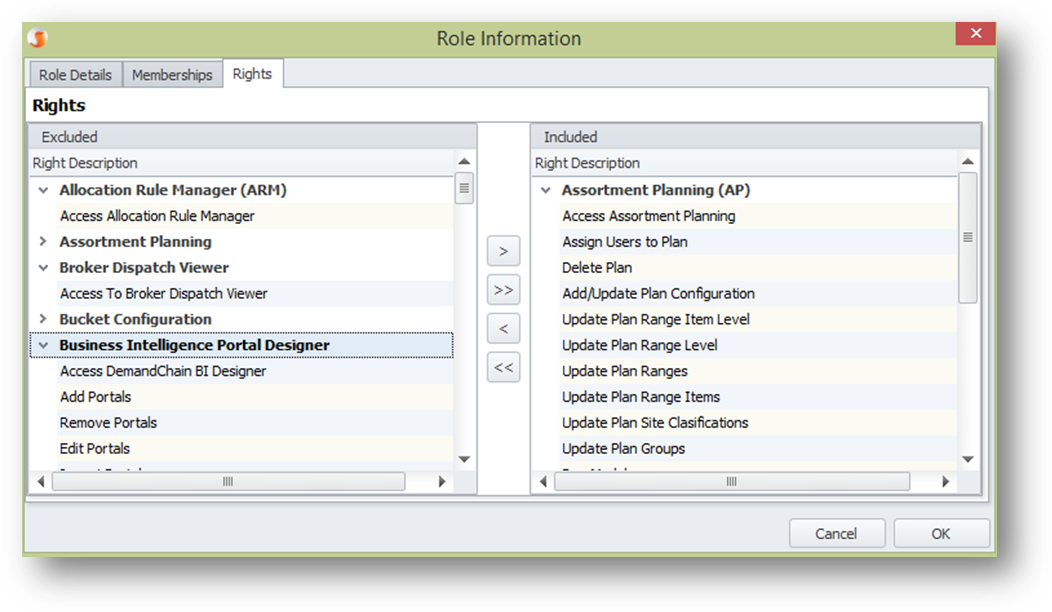 Role Information
Role Details Memberships Rights
Rights
Excluded
Right Description
Allocation Rule Manager (ARM)
Access Allocation Rule Manager
Assortment Planning
Broker Dispatch Viewer
Access To Broker Dispatch Viewer
Bucket Configuration
Business Intelligence Portal Designer
Access DemandChain BI Designer
Add Portals
Remove Portals
Edit Portals
>
>>
<
<<
Included
Right Description
Assortment Planning (AP)
Access Assortment Planning
Assign Users to Plan
Delete Plan
Add/Update Plan Configuration
Update Plan Range Item Level
Update Plan Range Level
Update Plan Ranges
Update Plan Range Items
Update Plan Site Clasifications
Update Plan Groups
Cancel OK